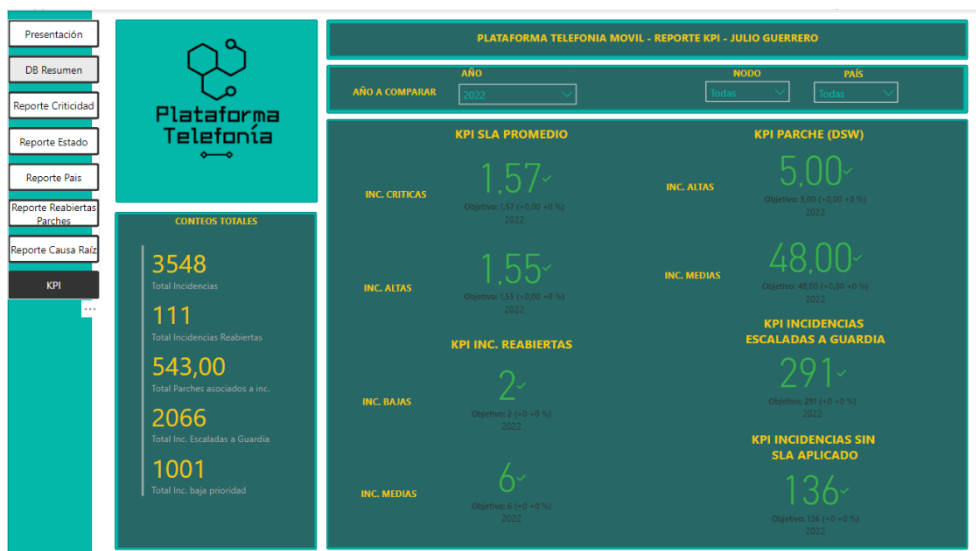 Presentación
DB Resumen
Reporte Criticidad
Reporte Estado
Reporte Pais
Reporte Reabiertas
Parches
Reporte Causa Raíz
KPI
...
Plataforma
Telefonía
CONTEOS TOTALES
3548
Total Incidencias
111
Total Incidencias Reabiertas
543,00
Total Parches asociados a inc.
2066
Total Inc. Escaladas a Guardia
1001
Total Inc. baja prioridad
PLATAFORMA TELEFONIA MOVIL - REPORTE KPI - JULIO GUERRERO
AÑO A COMPARAR
AÑO
2022
NODO
Todas
PAÍS
Todas
KPI SLA PROMEDIO
INC. CRITICAS
1,57
Objetivo: 1,57 (+0,00 +0 %)
2022
INC. ALTAS
1,55
Objetivo: 1,55 (+0,00 +0 %)
2022
KPI INC. REABIERTAS
INC. BAJAS
2
Objetivo: 2 (+0 +0 %)
2022
INC. MEDIAS
6
Objetivo: 6 (+0 +0 %)
2022
KPI PARCHE (DSW)
INC. ALTAS
5,00
Objetivo: 5,00 (+0,00 +0 %)
2022
INC. MEDIAS
48,00
Objetivo: 48,00 (+0,00 +0 %)
2022
KPI INCIDENCIAS
ESCALADAS A GUARDIA
291
Objetivo: 291 (+0 +0 %)
2022
KPI INCIDENCIAS SIN
SLA APLICADO
136
Objetivo: 136 (+0 +0 %)
2022